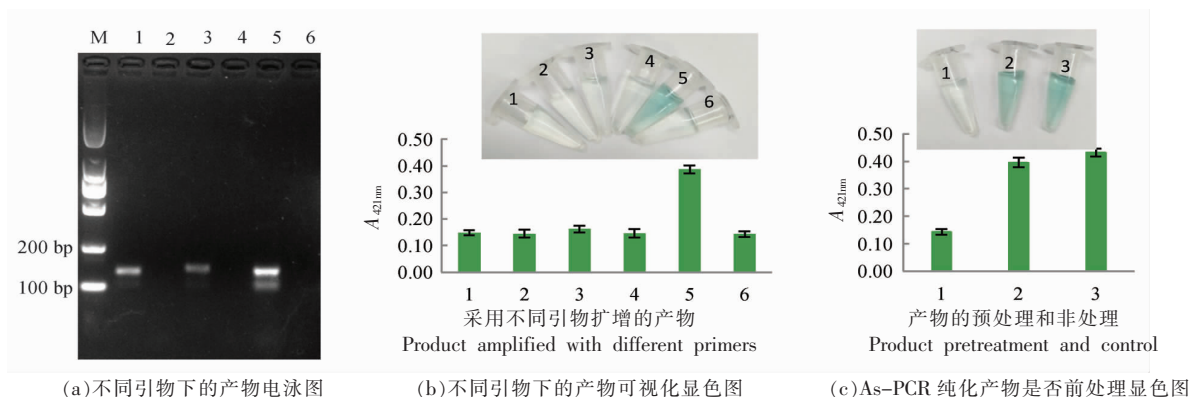 M 1 2 3 4 5 6
200 bp
100 bp
(a)不同引物下的产物电泳图
1 2 3 4 5 6
0.50
0.40
0.30
0.20
0.10
0.00
A421nm
1 2 3 4 5 6
采用不同引物扩增的产物
Product amplified with different primers
(b)不同引物下的产物可视化显色图
1 2 3
0.50
0.40
0.30
0.20
0.10
0.00
A421nm
1 2 3
产物的预处理和非处理
Product pretreatment and control
(c)As-PCR 纯化产物是否前处理显色图